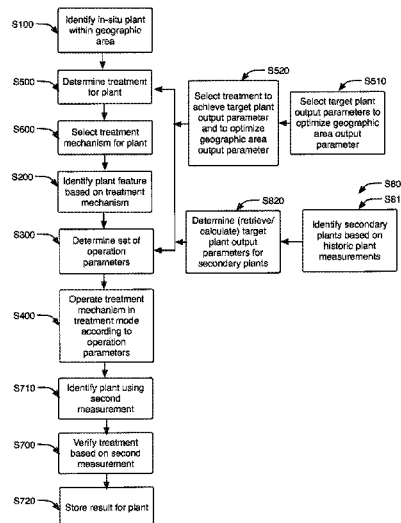 S100
Identify in-situ plant
within geographic
area
S500
Determine treatment
for plant
S600
Select treatment
mechanism for plant
S200
Identify plant feature
based on treatment
mechanism
S300
Determine set of
operation
parameters
S400
Operate treatment
mechanism in
treatment mode
according to
operation
parameters
S710
Identify plant using
second
measurement
S700
Verify treatment
based on second
measurement
S720
Store result for plant
S520
Select treatment to
achieve target plant
output parameter
and to optimize
geographic area
output parameter
S510
Select target plant
output parameters to
optimize geographic
area output
parameter
S820
Determine (retrieve/
calculate) target
plant output
parameters for
secondary plants
S80
S81
Identify secondary
plants based on
historic plant
measurements